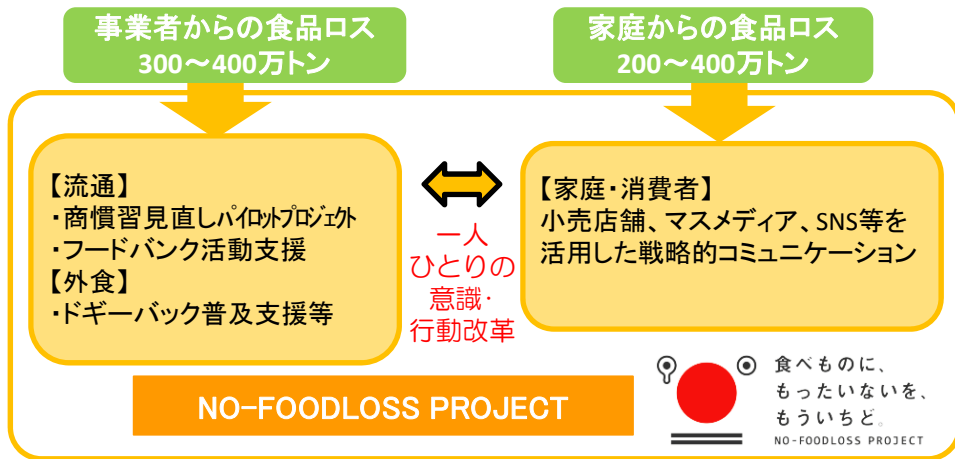 事業者からの食品ロス
300～400万トン
家庭からの食品ロス
200～400万トン
【流通】
・商慣習見直しパイロットプロジェクト
・フードバンク活動支援
【外食】
・ドギーバック普及支援等
一人
ひとりの
意識・
行動改革
【家庭・消費者】
小売店舗、マスメディア、SNS等を
活用した戦略的コミュニケーション
NO-FOODLOSS PROJECT
食べものに、
もったいないを、
もういちど。
NO-FOODLOSS PROJECT